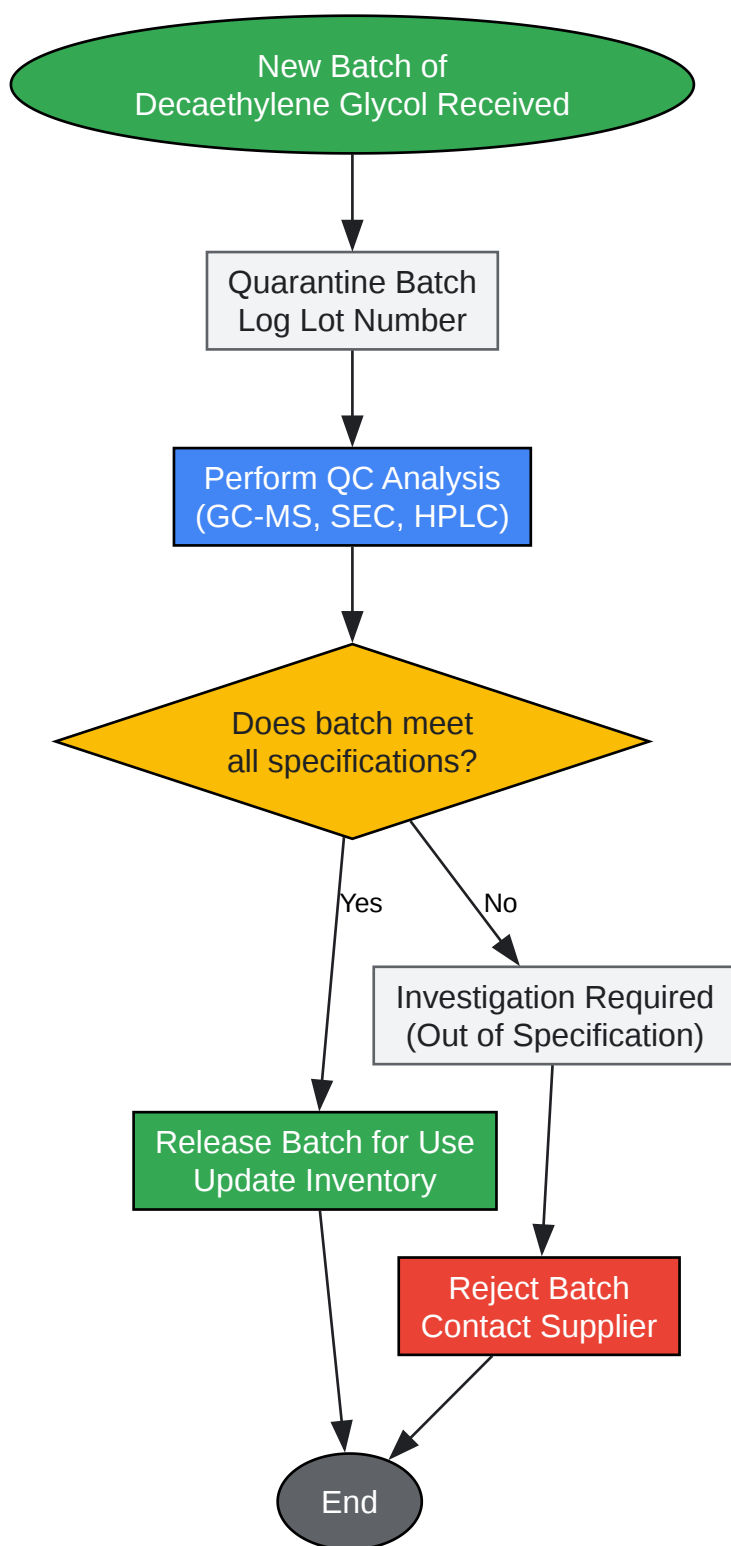 New Batch of
Decaethylene Glycol Received
Quarantine Batch
Log Lot Number
Perform QC Analysis
(GC-MS, SEC, HPLC)
Does batch meet
all specifications?
Yes
No
Investigation Required
(Out of Specification)
Release Batch for Use
Update Inventory
Reject Batch
Contact Supplier
End